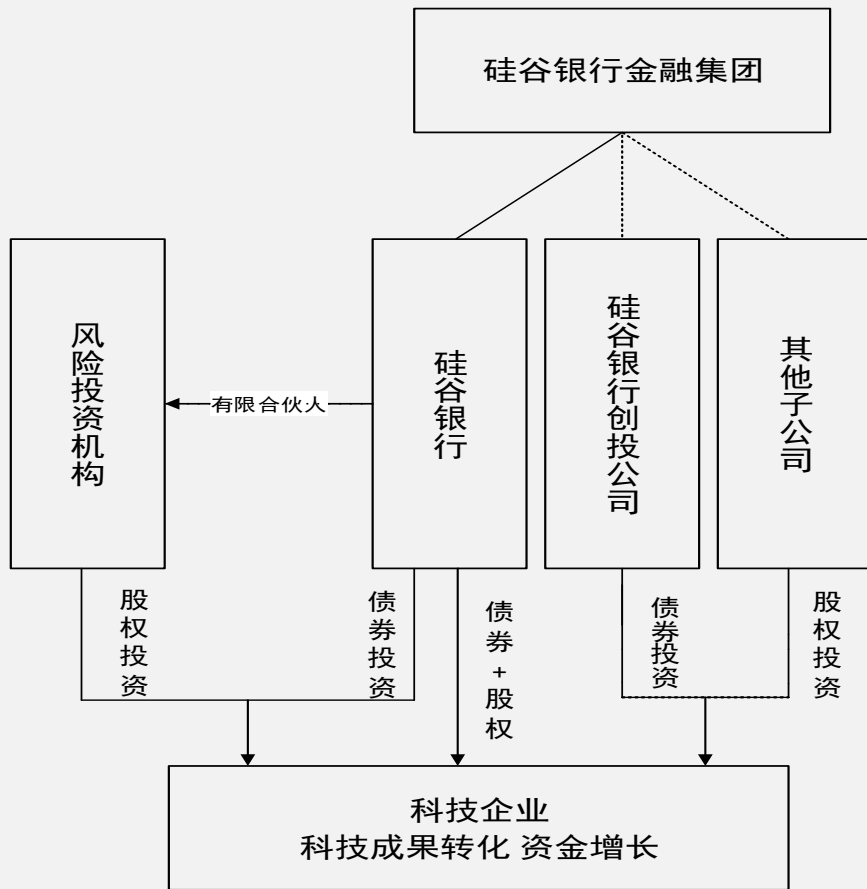 硅谷银行金融集团
风险投资机构
有限合伙人
硅谷银行
硅谷银行创投公司
其他子公司
股权投资
债券投资
债券+股权
债券投资
股权投资
科技企业
科技成果转化 资金增长